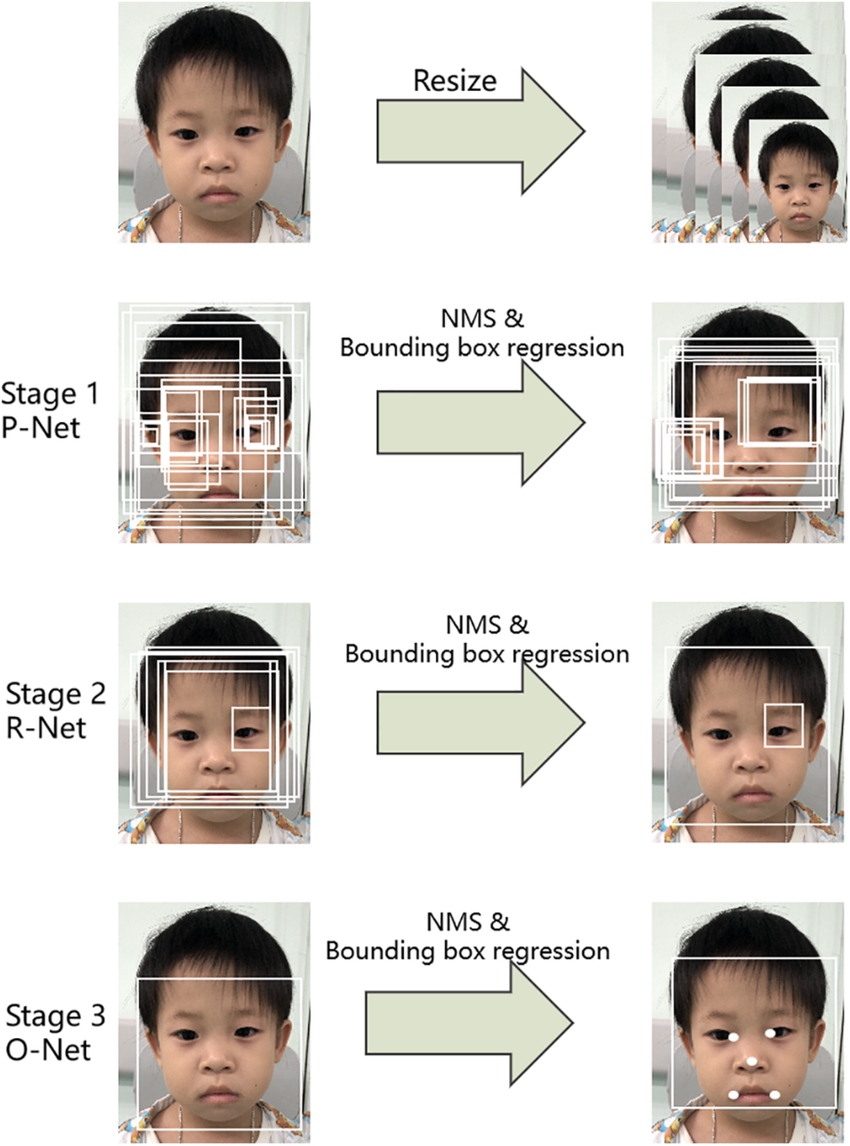 Resize
NMS &
Bounding box regression
Stage 1
P-Net
NMS &
Bounding box regression
Stage 2
R-Net
NMS &
Bounding box regression
Stage 3
O-Net